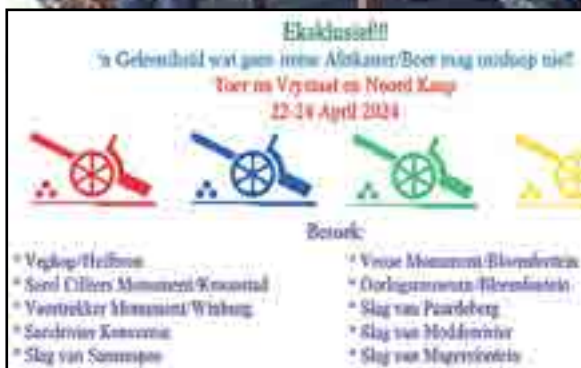 Eksklusief!!!
'n Geleentheid wat geen ware Afrikaner/Boer mag misloop nie!!
Toer na Vrystaat en Noord Kaap
22-24 April 2024
Besoek:
* Vegkop/Heilbron
* Sarel Cilliers Monument/Kroonstad
* Voortrekker Monument/Winburg
* Sandrivier Konvensie
* Slag van Sannaspos
* Vroue Monument/Bloemfontein
* Oorlogsmuseum/Bloemfontein
* Slag van Paardeberg
* Slag van Modderrivier
* Slag van Magersfontein